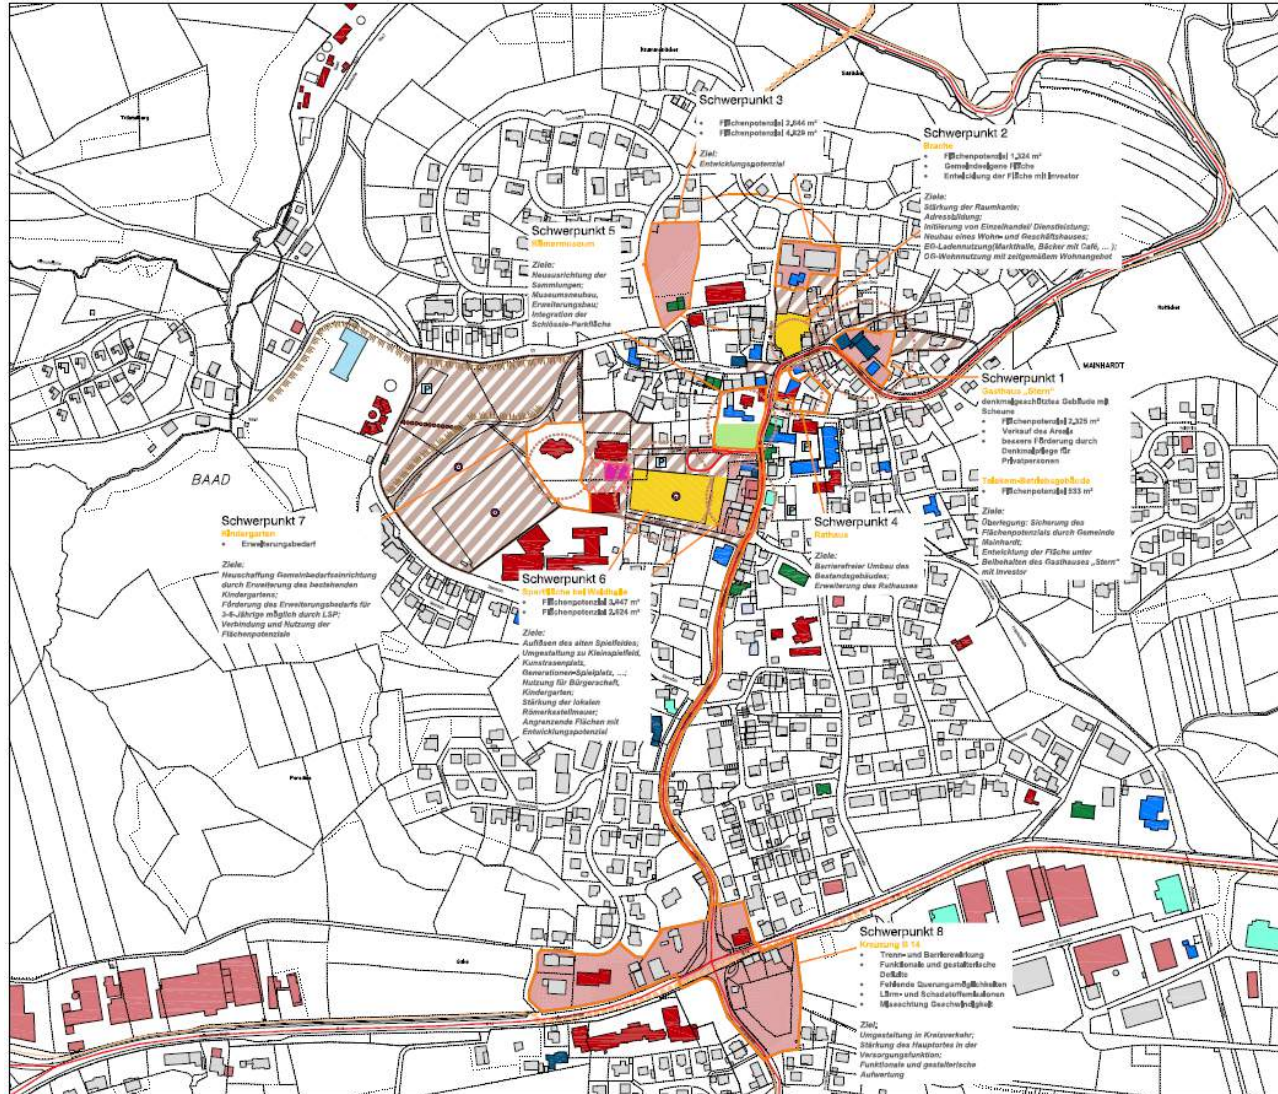 Schwerpunkt 3
• Flächenpotenzial 3,044 m²
• Flächenpotenzial 4,829 m²
Ziel:
Entwicklungspotenzial
Schwerpunkt 2
Brache
• Flächenpotenzial 1,324 m²
• Gemeindeeigene Fläche
• Entwicklung der Fläche mit Investor
Ziele:
Stärkung der Raumkante;
Adressbildung;
Initiierung von Einzelhandel/ Dienstleistung;
Neubau eines Wohn- und Geschäftshauses;
EG-Ladennutzung(Markthalle, Bäcker mit Café, ... );
OG-Wohnnutzung mit zeitgemäßem Wohnangebot
Schwerpunkt 5
Römermuseum
Ziele:
Neuausrichtung der
Sammlungen;
Museumsneubau,
Erweiterungsbau;
Integration der
Schlössle-Parkfläche
MAINHARDT
Schwerpunkt 1
Gasthaus „Stern"
denkmalgeschütztes Gebäude mit
Scheune
• Flächenpotenzial 2,325 m²
• Verkauf des Areals
• bessere Förderung durch
Denkmalpflege für
Privatpersonen
Telekom-Betriebsgebäude
• Flächenpotenzial 533 m²
Ziele:
Überlegung: Sicherung des
Flächenpotenzials durch Gemeinde
Mainhardt;
Entwicklung der Fläche unter
Beibehalten des Gasthauses „Stern"
mit Investor
P
P
BAAD
Schwerpunkt 7
Kindergarten
• Erweiterungsbedarf
Ziele:
Neuschaffung Gemeinbedarfseinrichtung
durch Erweiterung des bestehenden
Kindergartens;
Förderung des Erweiterungsbedarfs für
3-6-Jährige möglich durch LSP;
Verbindung und Nutzung der
Flächenpotenziale
Schwerpunkt 4
Rathaus
Ziele:
Barrierefreier Umbau des
Bestandsgebäudes;
Erweiterung des Rathauses
Schwerpunkt 6
Sportfläche bei Waldhalle
• Flächenpotenzial 3,947 m²
• Flächenpotenzial 2,624 m²
Ziele:
Auflösen des alten Spielfeldes;
Umgestaltung zu Kleinspielfeld,
Kunstrasenplatz,
Generationen-Spielplatz, ...;
Nutzung für Bürgerschaft,
Kindergarten;
Stärkung der lokalen
Römerkastellmauer;
Angrenzende Flächen mit
Entwicklungspotenzial
Schwerpunkt 8
Kreuzung B 14
• Trenn- und Barrierewirkung
• Funktionale und gestalterische
Defizite
• Fehlende Querungsmöglichkeiten
• Lärm- und Schadstoffemissionen
• Missachtung Geschwindigkeit
Ziel:
Umgestaltung in Kreisverkehr;
Stärkung des Hauptortes in der
Versorgungsfunktion;
Funktionale und gestalterische
Aufwertung